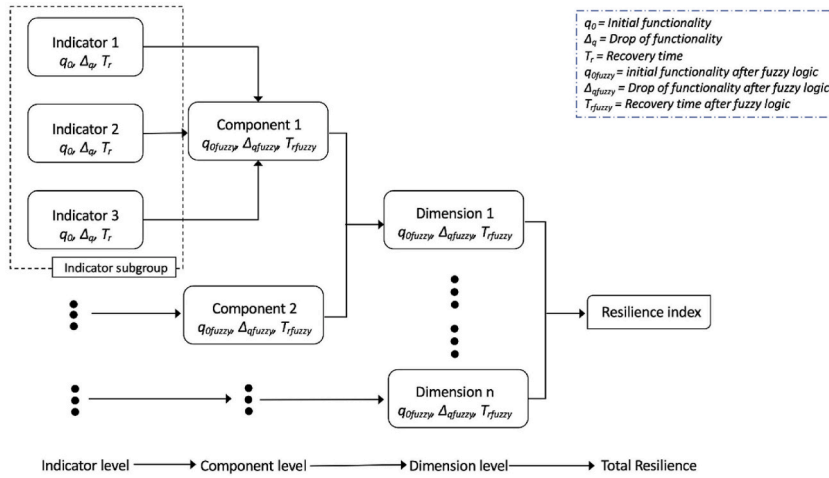 Indicator 1
q₀, Δq, Tr
Indicator 2
q₀, Δq, Tr
Indicator 3
q₀, Δq, Tr
Indicator subgroup
Component 1
q0fuzzy, Δqfuzzy, Trfuzzy
Component 2
q0fuzzy, Δqfuzzy, Trfuzzy
Dimension 1
q0fuzzy, Δqfuzzy, Trfuzzy
Dimension n
q0fuzzy, Δqfuzzy, Trfuzzy
Resilience index
q₀ = Initial functionality
Δq = Drop of functionality
Tr = Recovery time
q0fuzzy = initial functionality after fuzzy logic
Δqfuzzy = Drop of functionality after fuzzy logic
Trfuzzy = Recovery time after fuzzy logic
Indicator level
Component level
Dimension level
Total Resilience